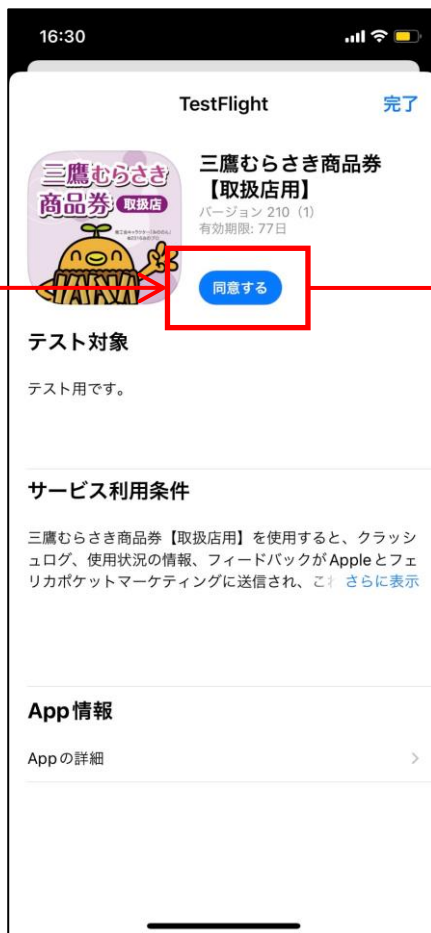 16:30
TestFlight
完了
三鷹むらさき
商品券 取扱店
三鷹むらさき商品券
【取扱店用】
バージョン 210（1）
有効期限: 77日
同意する
テスト対象
テスト用です。
サービス利用条件
三鷹むらさき商品券【取扱店用】を使用すると、クラッシ
ュログ、使用状況の情報、フィードバックがAppleとフェ
リカポケットマーケティングに送信され、これ さらに表示
App情報
Appの詳細